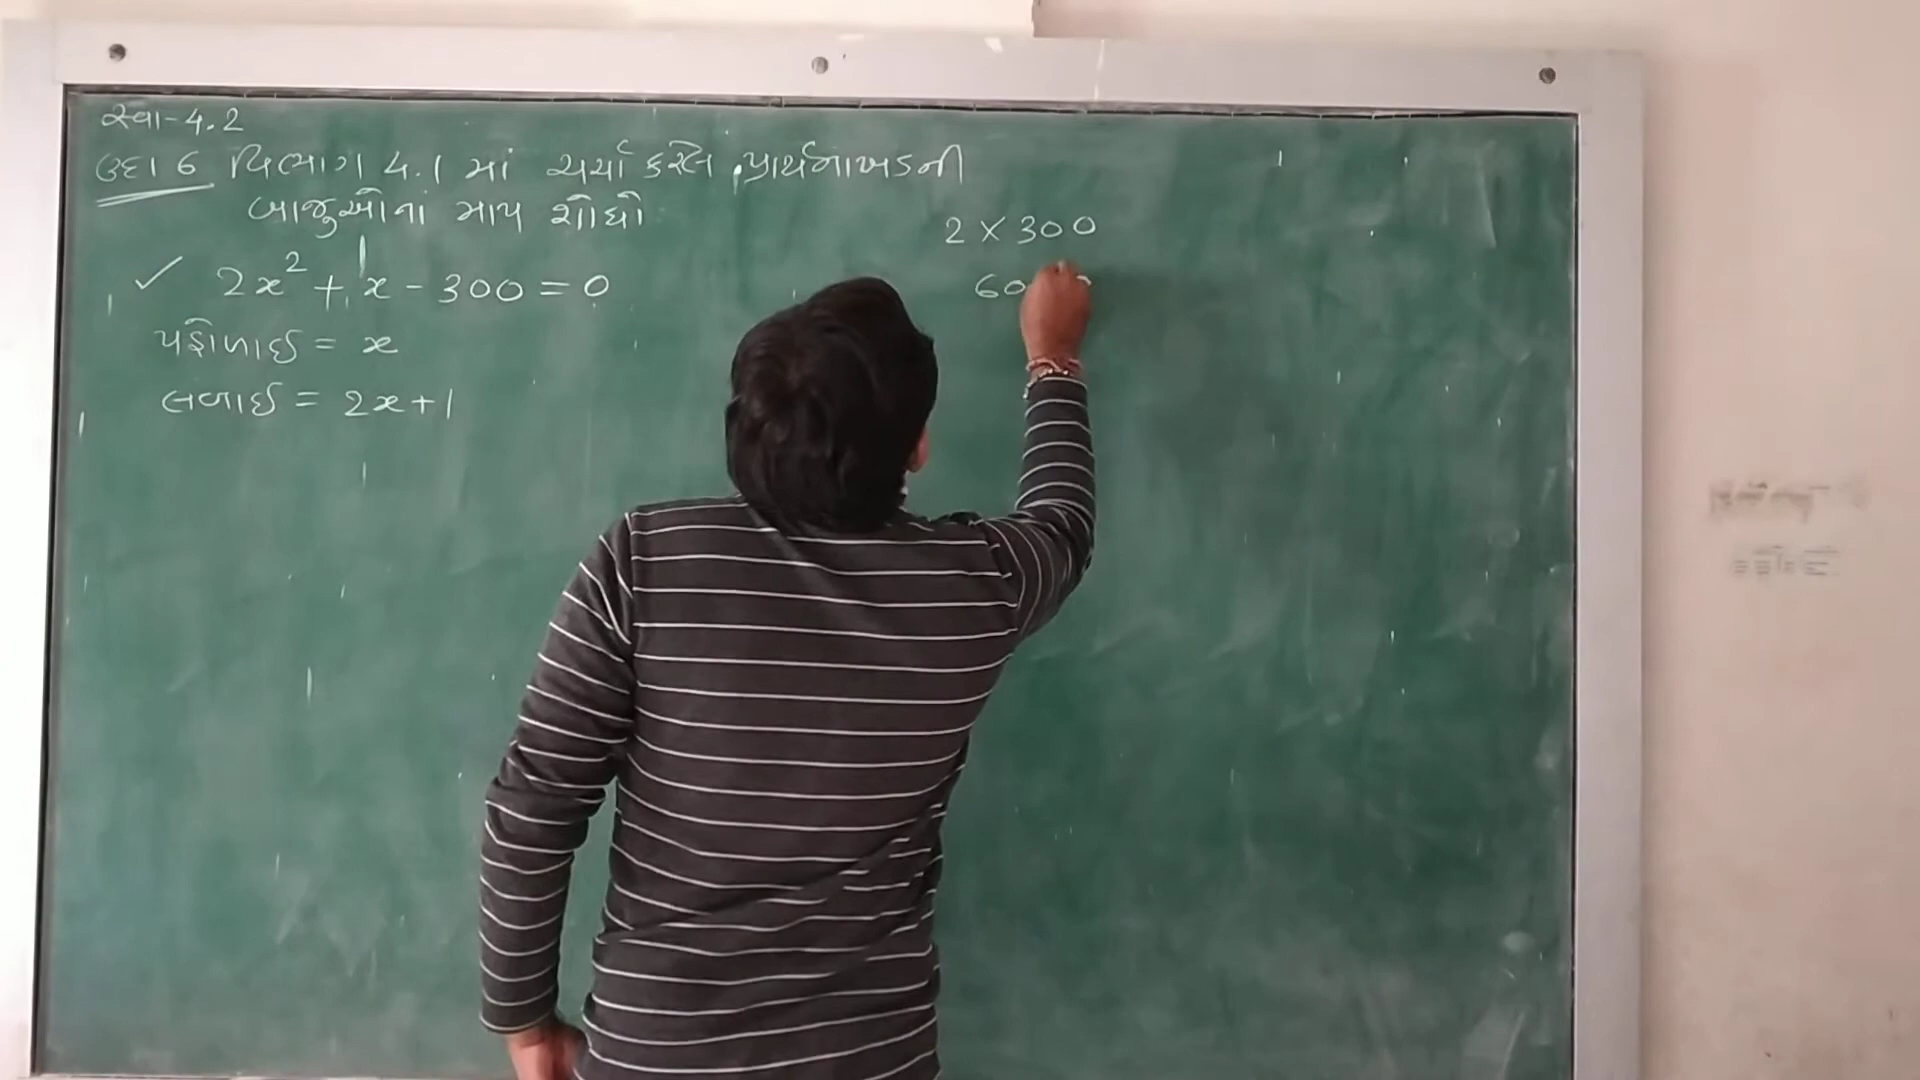 સ્વા-4.2
ઉદા 6 વિભાગ 4.1 માં ચર્ચા કરેલ પ્રાર્થનાખંડની
બાજુઓનાં માપ શોધો
2x² + 1x - 300 = 0
પહોળાઈ = x
લંબાઈ = 2x+1
2 × 300